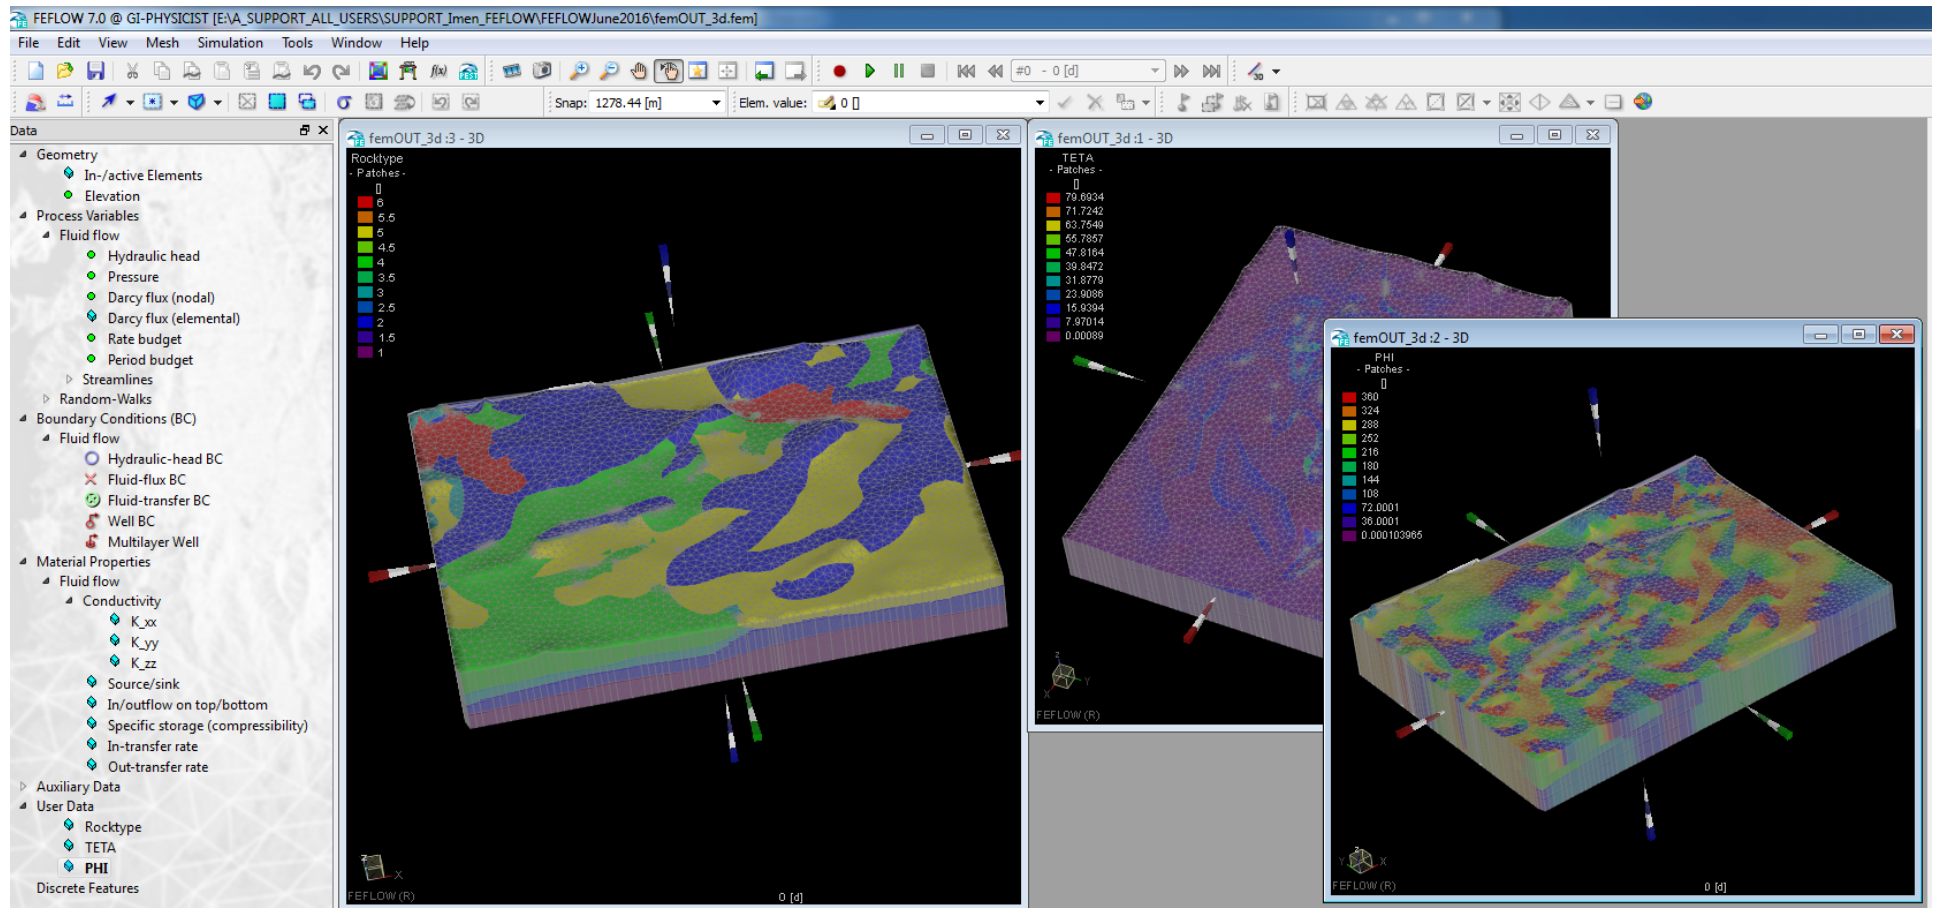 FEFLOW 7.0 @ GI-PHYSICIST [E:\A_SUPPORT_ALL_USERS\SUPPORT_Imen_FEFLOW\FEFLOWJune2016\femOUT_3d.fem]
File Edit View Mesh Simulation Tools Window Help
f(x) PEST #0 - 0 [d] 3D
Snap: 1278.44 [m] Elem. value: 0 []
Data
Geometry
In-/active Elements
Elevation
Process Variables
Fluid flow
Hydraulic head
Pressure
Darcy flux (nodal)
Darcy flux (elemental)
Rate budget
Period budget
Streamlines
Random-Walks
Boundary Conditions (BC)
Fluid flow
Hydraulic-head BC
Fluid-flux BC
Fluid-transfer BC
Well BC
Multilayer Well
Material Properties
Fluid flow
Conductivity
K_xx
K_yy
K_zz
Source/sink
In/outflow on top/bottom
Specific storage (compressibility)
In-transfer rate
Out-transfer rate
Auxiliary Data
User Data
Rocktype
TETA
PHI
Discrete Features
femOUT_3d :3 - 3D
Rocktype
- Patches -
[]
6
5.5
5
4.5
4
3.5
3
2.5
2
1.5
1
Z
X
FEFLOW (R)
0 [d]
femOUT_3d :1 - 3D
TETA
- Patches -
[]
79.6934
71.7242
63.7549
55.7857
47.8164
39.8472
31.8779
23.9086
15.9394
7.97014
0.00089
Z
Y
X
FEFLOW (R)
femOUT_3d :2 - 3D
PHI
- Patches -
[]
360
324
288
252
216
180
144
108
72.0001
36.0001
0.000103965
Z
Y X
FEFLOW (R)
0 [d]